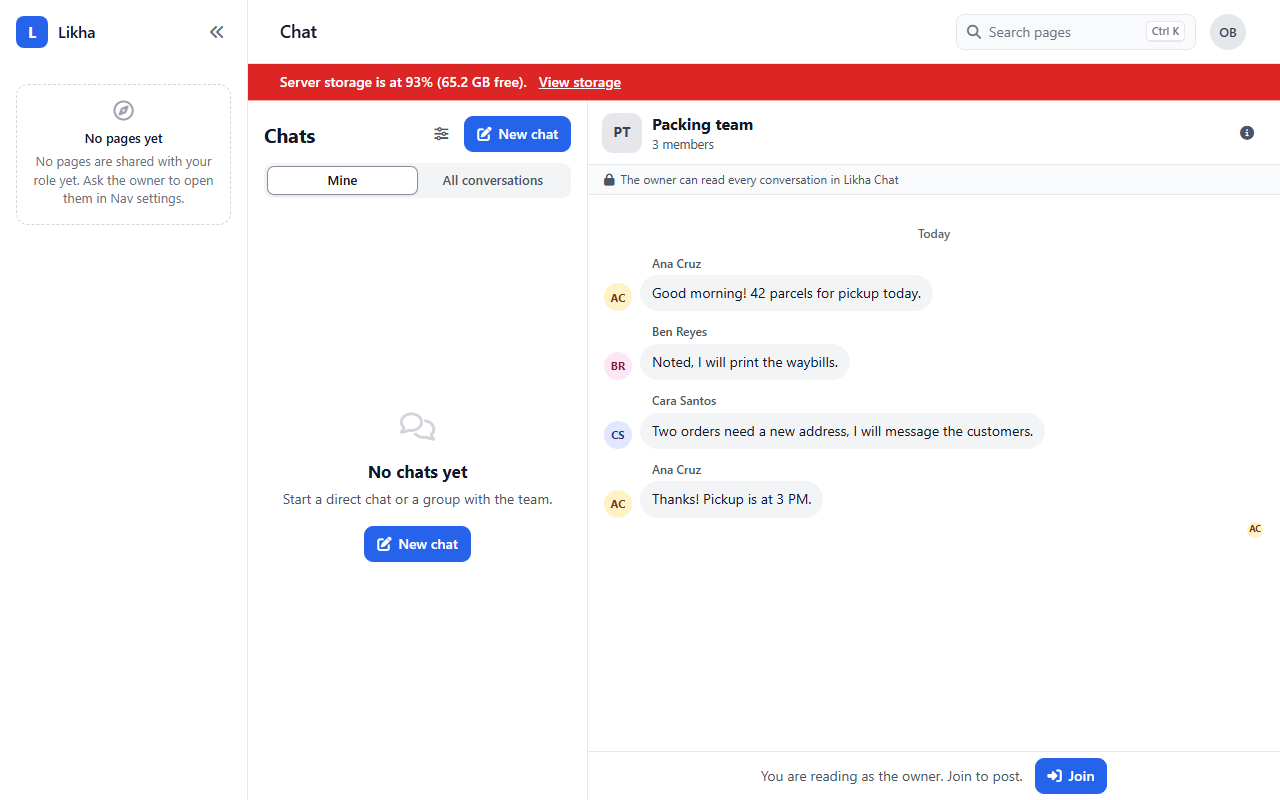 L Likha
Chat
Search pages Ctrl K
OB
Server storage is at 93% (65.2 GB free). View storage
No pages yet
No pages are shared with your
role yet. Ask the owner to open
them in Nav settings.
Chats
New chat
Mine All conversations
No chats yet
Start a direct chat or a group with the team.
New chat
PT Packing team
3 members
The owner can read every conversation in Likha Chat
Today
Ana Cruz
AC Good morning! 42 parcels for pickup today.
Ben Reyes
BR Noted, I will print the waybills.
Cara Santos
CS Two orders need a new address, I will message the customers.
Ana Cruz
AC Thanks! Pickup is at 3 PM.
AC
You are reading as the owner. Join to post. Join